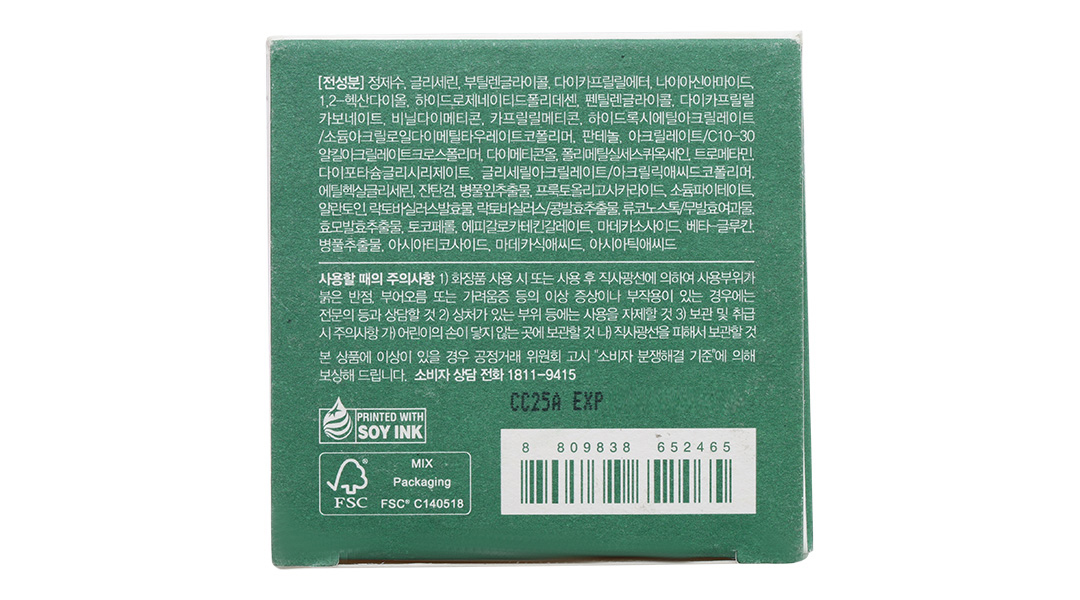 [전성분] 정제수, 글리세린, 부틸렌글라이콜, 다이카프릴릴에터, 나이아신아마이드,
1,2-헥산다이올, 하이드로제네이티드폴리데센, 펜틸렌글라이콜, 다이카프릴릴
카보네이트, 비닐다이메티콘, 카프릴릴메티콘, 하이드록시에틸아크릴레이트
/소듐아크릴로일다이메틸타우레이트코폴리머, 판테놀, 아크릴레이트/C10-30
알킬아크릴레이트크로스폴리머, 다이메티콘올, 폴리메틸실세스퀴옥세인, 트로메타민,
다이포타슘글리시리제이트, 글리세릴아크릴레이트/아크릴릭애씨드코폴리머,
에틸헥실글리세린, 잔탄검, 병풀잎추출물, 프룩토올리고사카라이드, 소듐파이테이트,
알란토인, 락토바실러스발효물, 락토바실러스/콩발효추출물, 류코노스톡/무발효여과물,
효모발효추출물, 토코페롤, 에피갈로카테킨갈레이트, 마데카소사이드, 베타-글루칸,
병풀추출물, 아시아티코사이드, 마데카식애씨드, 아시아틱애씨드
사용할 때의 주의사항 1) 화장품 사용 시 또는 사용 후 직사광선에 의하여 사용부위가
붉은 반점, 부어오름 또는 가려움증 등의 이상 증상이나 부작용이 있는 경우에는
전문의 등과 상담할 것 2) 상처가 있는 부위 등에는 사용을 자제할 것 3) 보관 및 취급
시 주의사항 가) 어린이의 손이 닿지 않는 곳에 보관할 것 나) 직사광선을 피해서 보관할 것
본 상품에 이상이 있을 경우 공정거래 위원회 고시 "소비자 분쟁해결 기준"에 의해
보상해 드립니다. 소비자 상담 전화 1811-9415
CC25A EXP
PRINTED WITH
SOY INK
8 809838 652465
MIX
Packaging
FSC® C140518
FSC